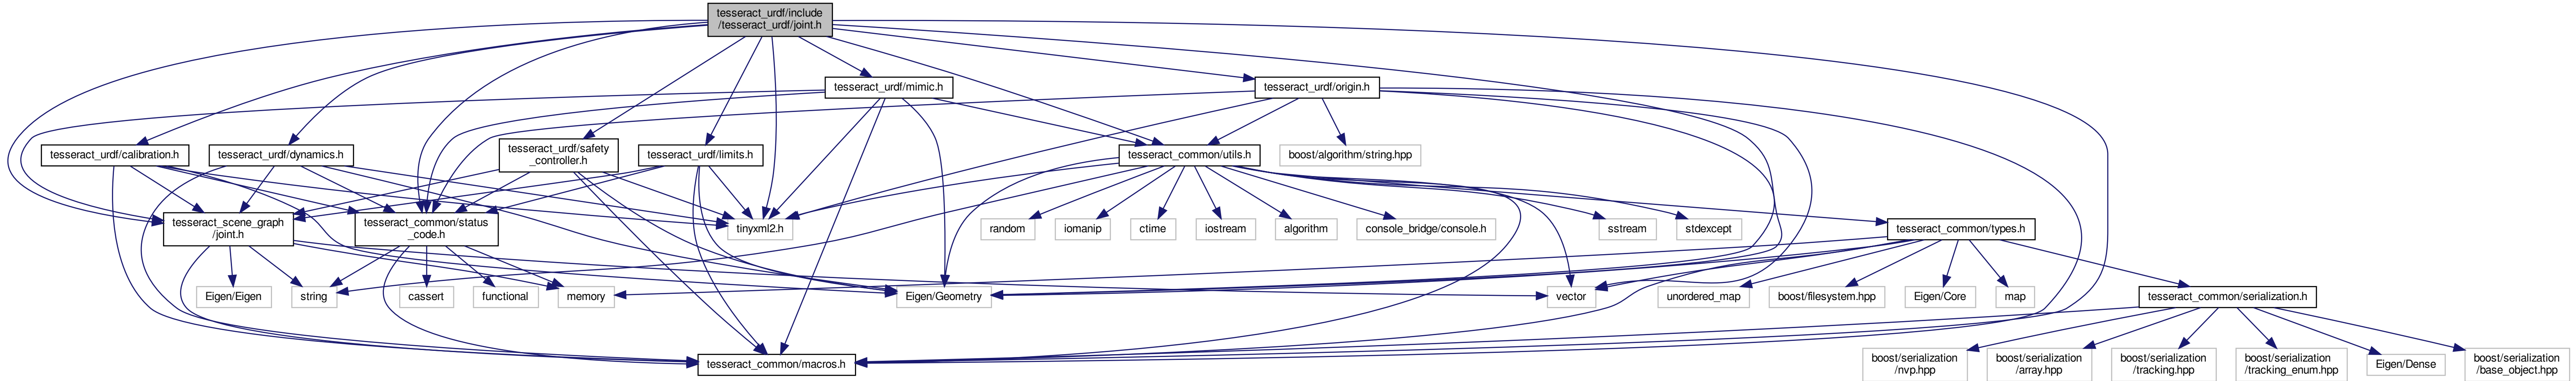 tesseract_urdf/include
/tesseract_urdf/joint.h
tesseract_urdf/mimic.h
tesseract_urdf/origin.h
tesseract_urdf/calibration.h
tesseract_urdf/dynamics.h
tesseract_urdf/safety
_controller.h
tesseract_urdf/limits.h
tesseract_common/utils.h
boost/algorithm/string.hpp
tesseract_scene_graph
/joint.h
tesseract_common/status
_code.h
tinyxml2.h
random
iomanip
ctime
iostream
algorithm
console_bridge/console.h
sstream
stdexcept
tesseract_common/types.h
Eigen/Eigen
string
cassert
functional
memory
Eigen/Geometry
vector
unordered_map
boost/filesystem.hpp
Eigen/Core
map
tesseract_common/serialization.h
tesseract_common/macros.h
boost/serialization
/nvp.hpp
boost/serialization
/array.hpp
boost/serialization
/tracking.hpp
boost/serialization
/tracking_enum.hpp
Eigen/Dense
boost/serialization
/base_object.hpp